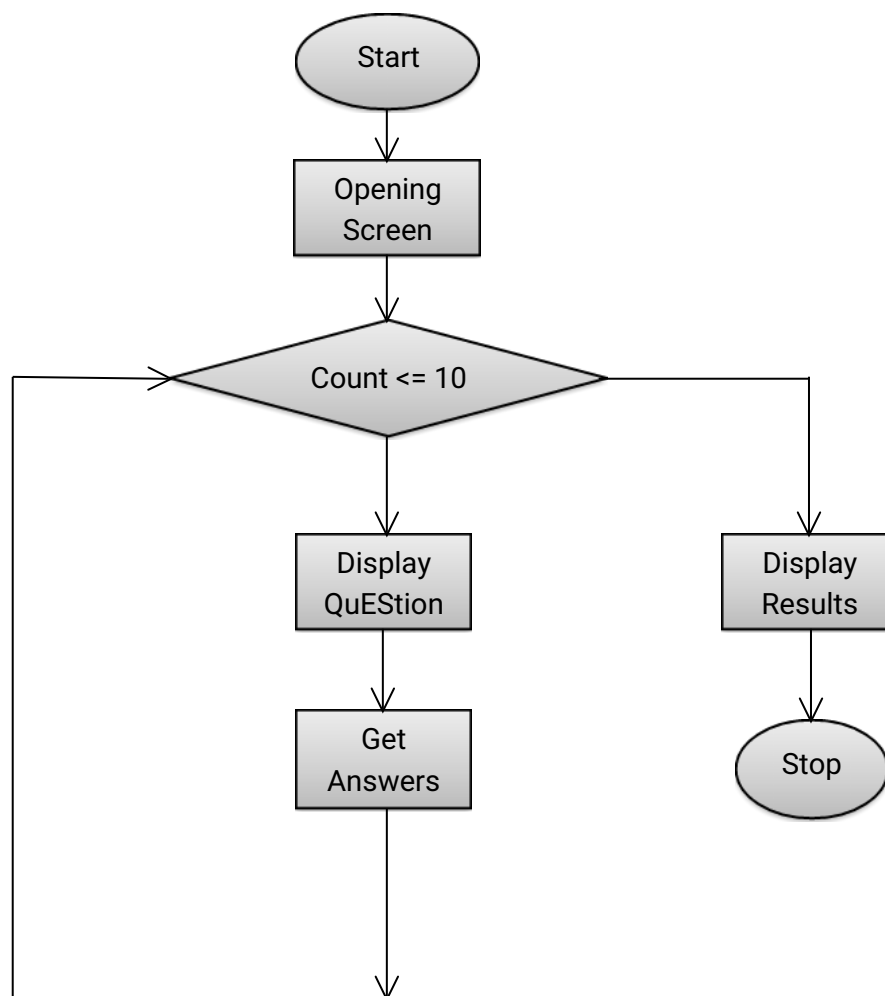 Start
Opening
Screen
Count <= 10
Display
QuEStion
Display
Results
Get
Answers
Stop